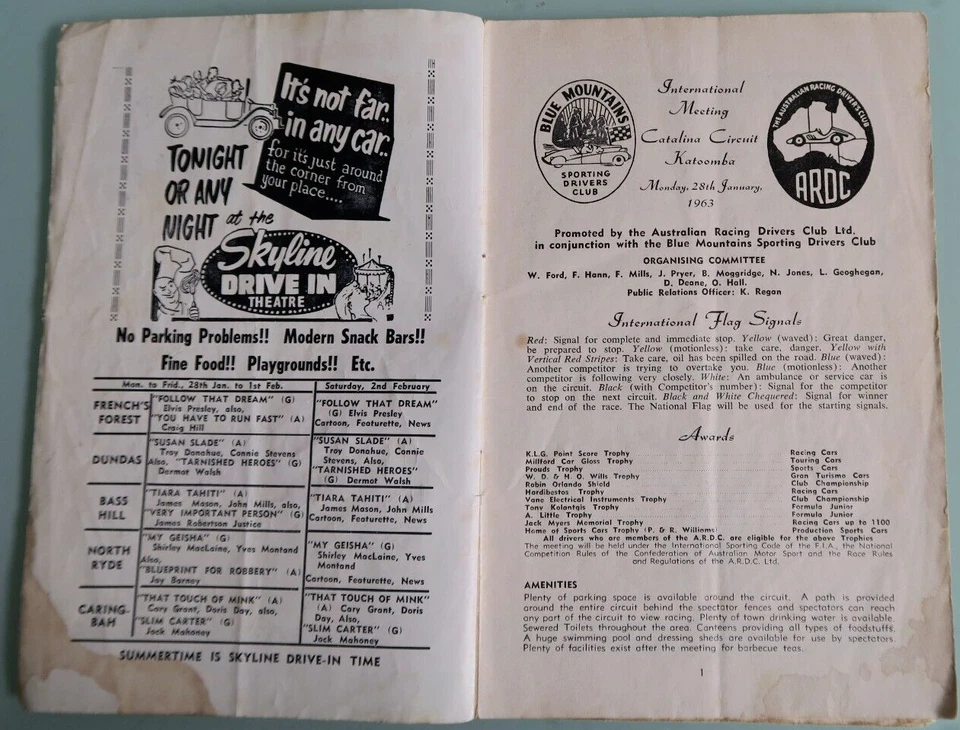 It's not far..
in any car..
for it's just around
the corner from
your place....
TONIGHT
OR ANY
NIGHT at the
Skyline
DRIVE IN
THEATRE
No Parking Problems!! Modern Snack Bars!!
Fine Food!! Playgrounds!! Etc.
Mon. to Frid., 28th Jan. to 1st Feb. Saturday, 2nd February
FRENCH'S
FOREST
"FOLLOW THAT DREAM" (G)
Elvis Presley, also,
"YOU HAVE TO RUN FAST" (A)
Craig Hill
"FOLLOW THAT DREAM"
(G) Elvis Presley
Cartoon, Featurette, News
DUNDAS
"SUSAN SLADE" (A)
Troy Donahue, Connie Stevens
Also, "TARNISHED HEROES" (G)
Dermot Walsh
"SUSAN SLADE" (A)
Troy Donahue, Connie
Stevens, Also,
"TARNISHED HEROES"
(G) Dermot Walsh
BASS
HILL
"TIARA TAHITI" (A)
James Mason, John Mills, also,
"VERY IMPORTANT PERSON" (G)
James Robertson Justice
"TIARA TAHITI" (A)
James Mason, John Mills
Cartoon, Featurette, News
NORTH
RYDE
"MY GEISHA" (G)
Shirley MacLaine, Yves Montand
Also,
"BLUEPRINT FOR ROBBERY" (A)
Jay Barney
"MY GEISHA" (G)
Shirley MacLaine, Yves
Montand
Cartoon, Featurette, News
CARING-
BAH
"THAT TOUCH OF MINK" (A)
Cary Grant, Doris Day, also,
"SLIM CARTER" (G)
Jock Mahoney
"THAT TOUCH OF MINK"
(A) Cary Grant, Doris
Day, Also,
"SLIM CARTER" (G)
Jock Mahoney
SUMMERTIME IS SKYLINE DRIVE-IN TIME
BLUE MOUNTAINS
SPORTING
DRIVERS
CLUB
International
Meeting
Catalina Circuit
Katoomba
Monday, 28th January,
1963
THE AUSTRALIAN RACING DRIVERS CLUB
ARDC
Promoted by the Australian Racing Drivers Club Ltd.
in conjunction with the Blue Mountains Sporting Drivers Club
ORGANISING COMMITTEE
W. Ford, F. Hann, F. Mills, J. Pryer, B. Moggridge, N. Jones, L. Geoghegan,
D. Deane, O. Hall.
Public Relations Officer: K. Regan
International Flag Signals
Red: Signal for complete and immediate stop. Yellow (waved): Great danger,
be prepared to stop. Yellow (motionless): take care, danger. Yellow with
Vertical Red Stripes: Take care, oil has been spilled on the road. Blue (waved):
Another competitor is trying to overtake you. Blue (motionless): Another
competitor is following very closely. White: An ambulance or service car is
on the circuit. Black (with Competitor's number): Signal for the competitor
to stop on the next circuit. Black and White Chequered: Signal for winner
and end of the race. The National Flag will be used for the starting signals.
Awards
K.L.G. Point Score Trophy Racing Cars
Millford Car Gloss Trophy Touring Cars
Prouds Trophy Sports Cars
W. D. & H. O. Wills Trophy Gran Turismo Cars
Robin Orlando Shield Club Championship
Hardibestos Trophy Racing Cars
Vane Electrical Instruments Trophy Club Championship
Tony Kolantgis Trophy Formula Junior
A. Little Trophy Formula Junior
Jack Myers Memorial Trophy Racing Cars up to 1100
Home of Sports Cars Trophy (P. & R. Williams) Production Sports Cars
All drivers who are members of the A.R.D.C. are eligible for the above Trophies
The meeting will be held under the International Sporting Code of the F.I.A., the National
Competition Rules of the Confederation of Australian Motor Sport and the Race Rules
and Regulations of the A.R.D.C. Ltd.
AMENITIES
Plenty of parking space is available around the circuit. A path is provided
around the entire circuit behind the spectator fences and spectators can reach
any part of the circuit to view racing. Plenty of town drinking water is available.
Sewered Toilets throughout the area. Canteens providing all types of foodstuffs.
A huge swimming pool and dressing sheds are available for use by spectators.
Plenty of facilities exist after the meeting for barbecue teas.
1